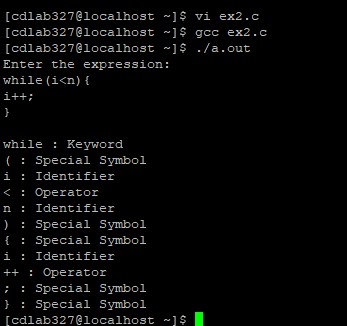 [cdlab327@localhost ~]$ vi ex2.c
[cdlab327@localhost ~]$ gcc ex2.c
[cdlab327@localhost ~]$ ./a.out
Enter the expression:
while(i<n){
i++;
}
while : Keyword
( : Special Symbol
i : Identifier
< : Operator
n : Identifier
) : Special Symbol
{ : Special Symbol
i : Identifier
++ : Operator
; : Special Symbol
} : Special Symbol
[cdlab327@localhost ~]$